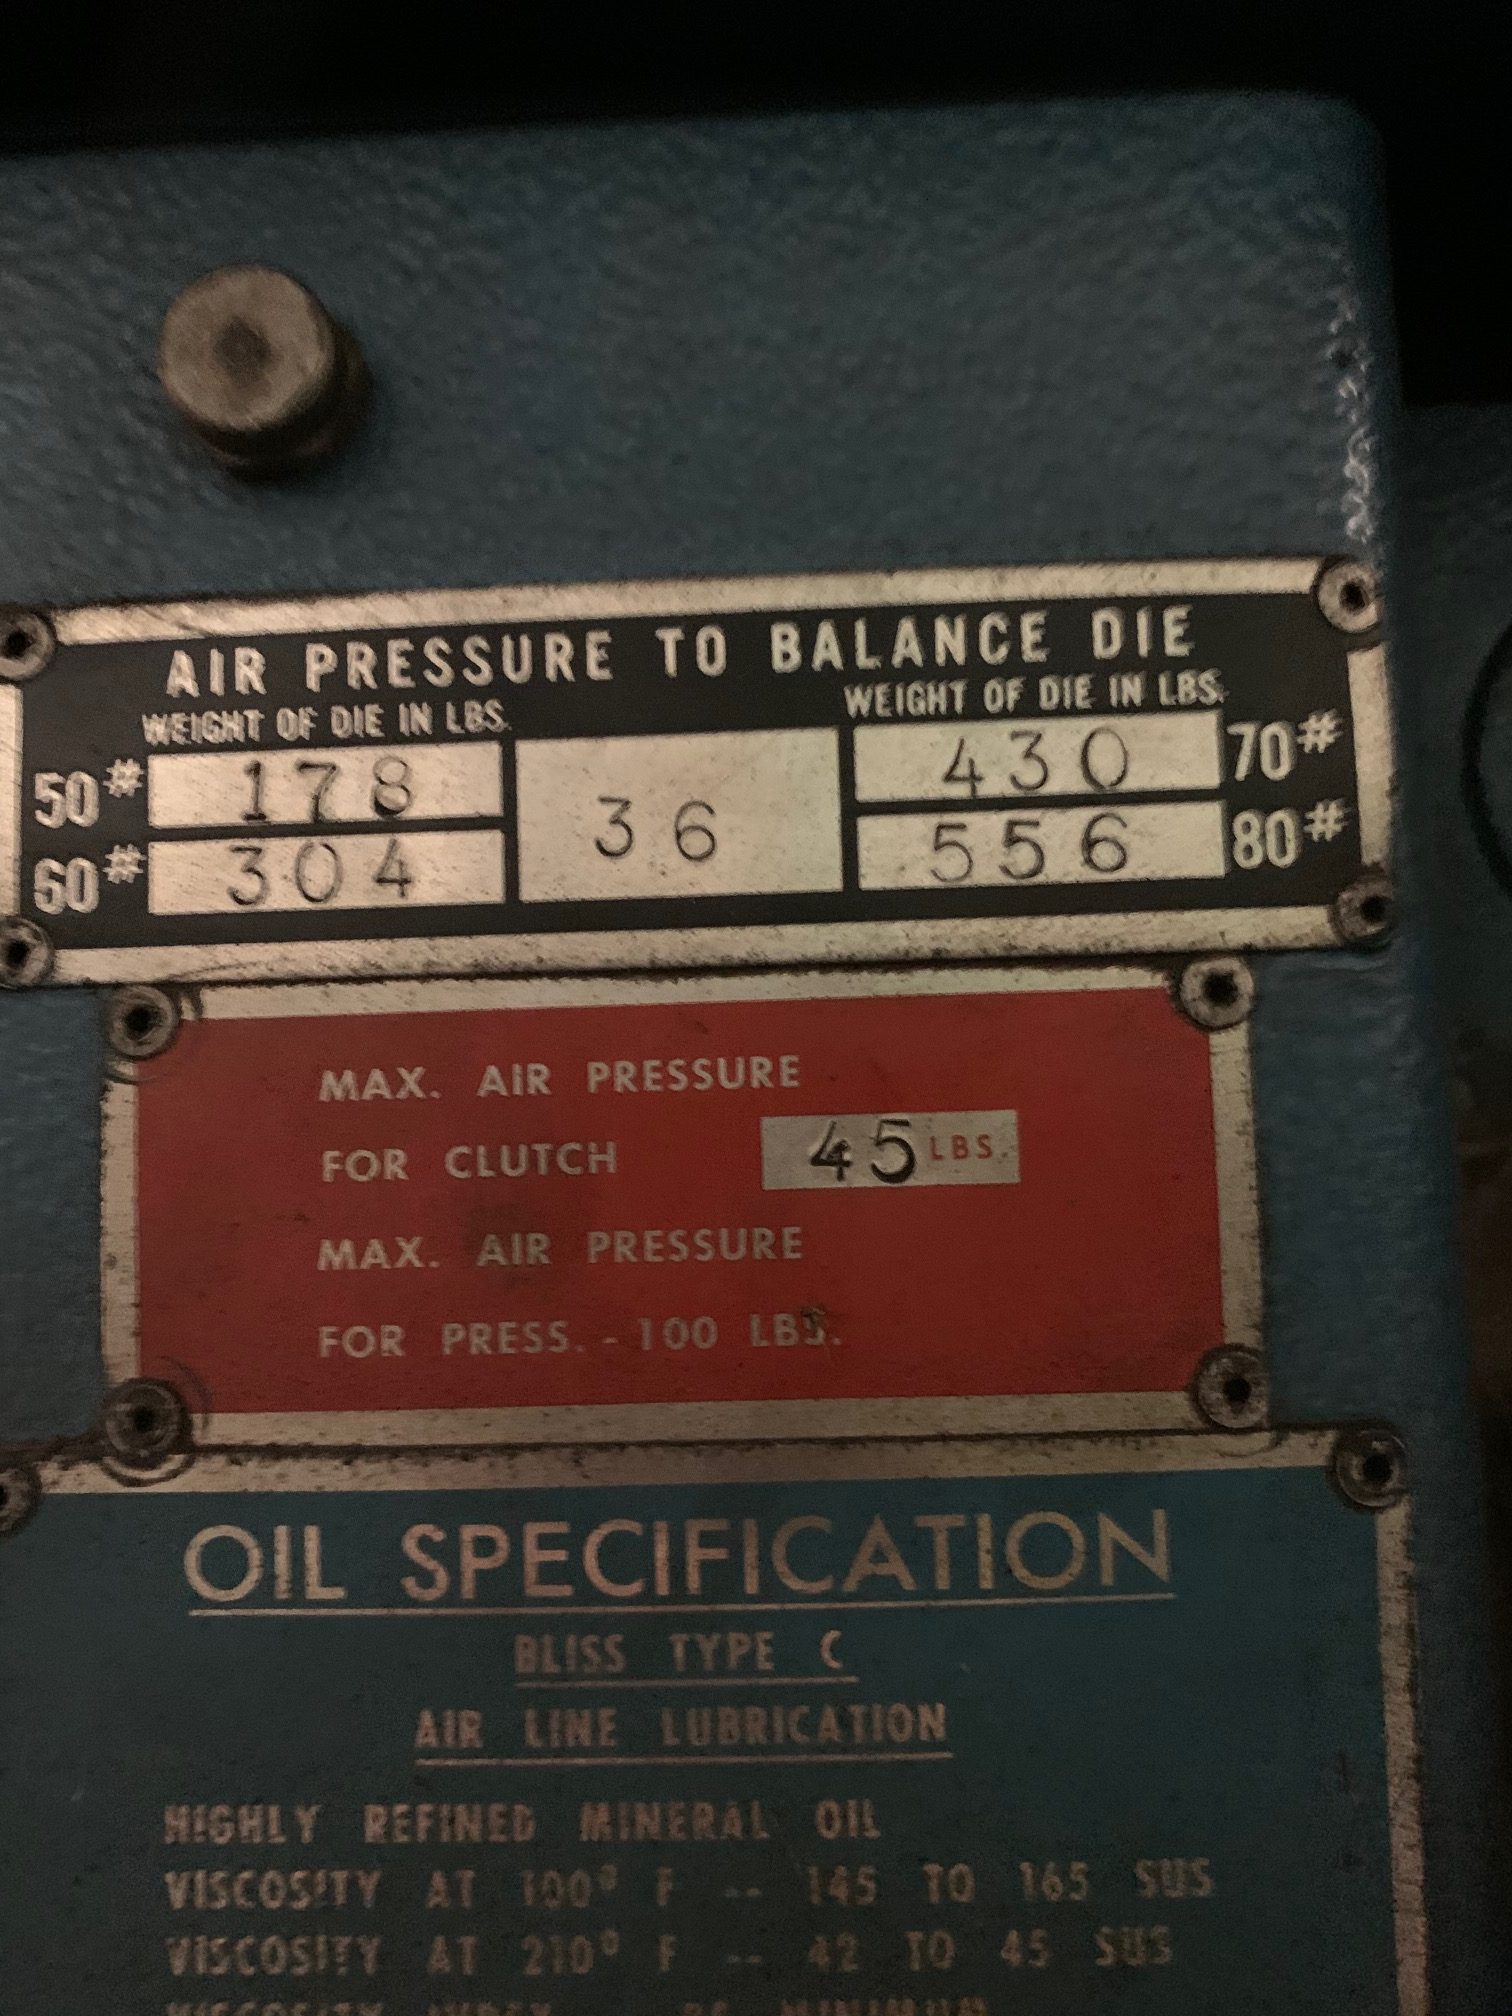 AIR PRESSURE TO BALANCE DIE
WEIGHT OF DIE IN LBS.
WEIGHT OF DIE IN LBS.
50# 178
60# 304
36
430 70#
556 80#
MAX. AIR PRESSURE
FOR CLUTCH 45 LBS.
MAX. AIR PRESSURE
FOR PRESS. - 100 LBS.
OIL SPECIFICATION
BLISS TYPE C
AIR LINE LUBRICATION
HIGHLY REFINED MINERAL OIL
VISCOSITY AT 100° F -- 145 TO 165 SUS
VISCOSITY AT 210° F -- 42 TO 45 SUS
VISCOSITY INDEX